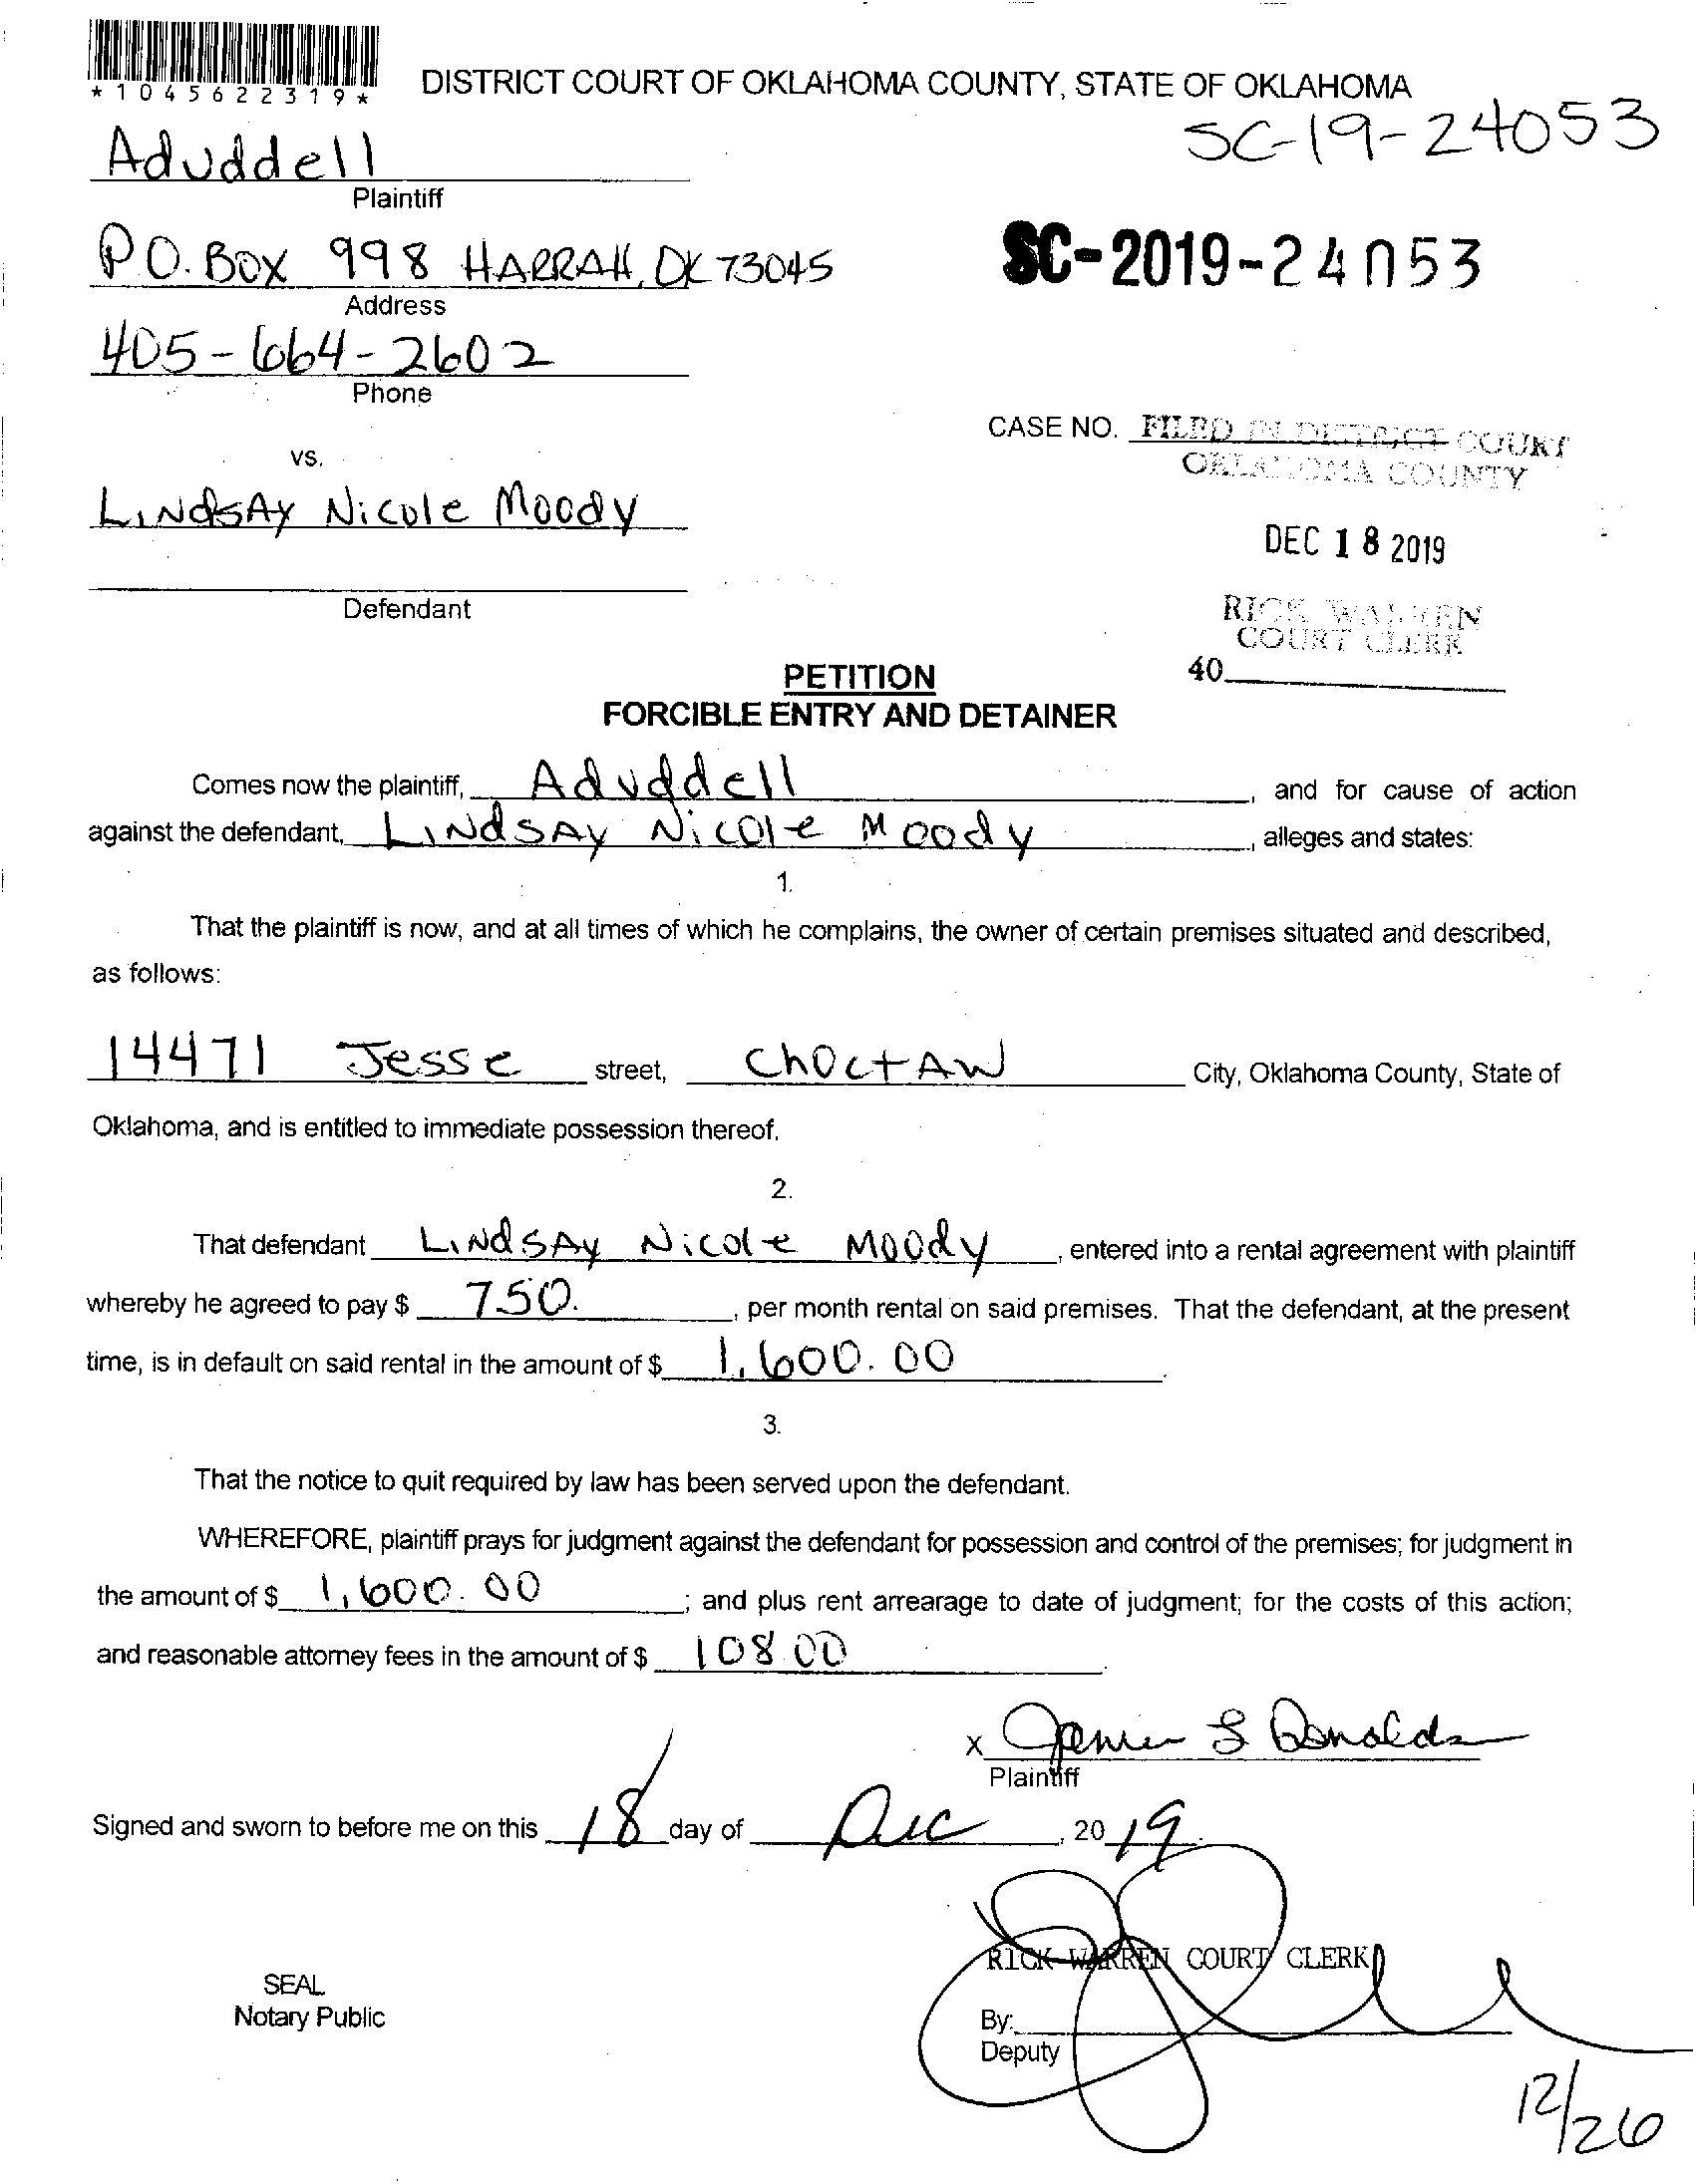 *1045622319*
DISTRICT COURT OF OKLAHOMA COUNTY, STATE OF OKLAHOMA
SC-19-24053
Aduddell
Plaintiff
P.O. Box 998 HARRAH, OK 73045
SC-2019-24053
Address
405-664-2602
Phone
CASE NO. FILED IN DISTRICT COURT
OKLAHOMA COUNTY
vs.
LiNdsAy Nicole Moody
DEC 18 2019
Defendant
RICK WARREN
COURT CLERK
40
PETITION
FORCIBLE ENTRY AND DETAINER
Comes now the plaintiff, Aduddell, and for cause of action
against the defendant, LiNdsAy Nicole Moody, alleges and states:
1.
That the plaintiff is now, and at all times of which he complains, the owner of certain premises situated and described,
as follows:
14471 Jesse street, ChoctAw City, Oklahoma County, State of
Oklahoma, and is entitled to immediate possession thereof.
2.
That defendant LiNdsAy Nicole Moody, entered into a rental agreement with plaintiff
whereby he agreed to pay $ 750., per month rental on said premises. That the defendant, at the present
time, is in default on said rental in the amount of $ 1,600.00.
3.
That the notice to quit required by law has been served upon the defendant.
WHEREFORE, plaintiff prays for judgment against the defendant for possession and control of the premises; for judgment in
the amount of $ 1,600.00; and plus rent arrearage to date of judgment; for the costs of this action;
and reasonable attorney fees in the amount of $ 108.00.
x S Donalds
Plaintiff
Signed and sworn to before me on this 18 day of Dec, 2019.
RICK WARREN COURT CLERK
SEAL
Notary Public
By:
Deputy
12/26